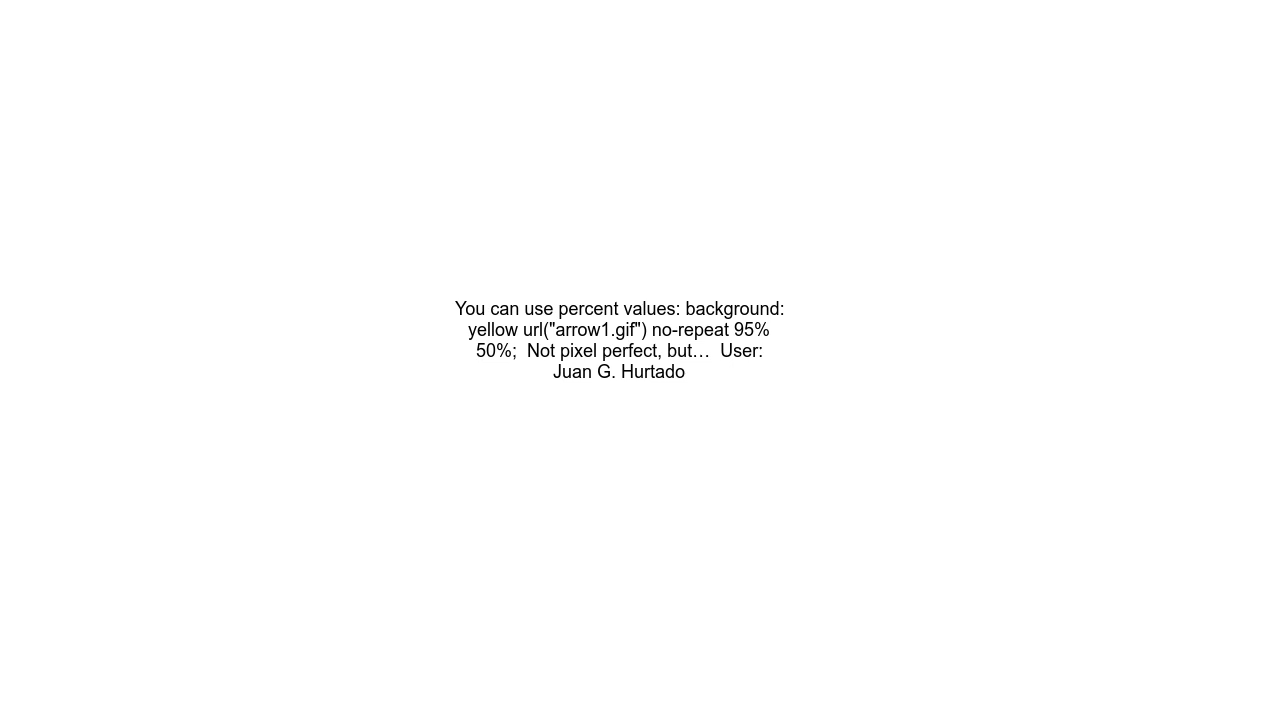 You can use percent values: background:
yellow url("arrow1.gif") no-repeat 95%
50%;  Not pixel perfect, but…  User:
Juan G. Hurtado